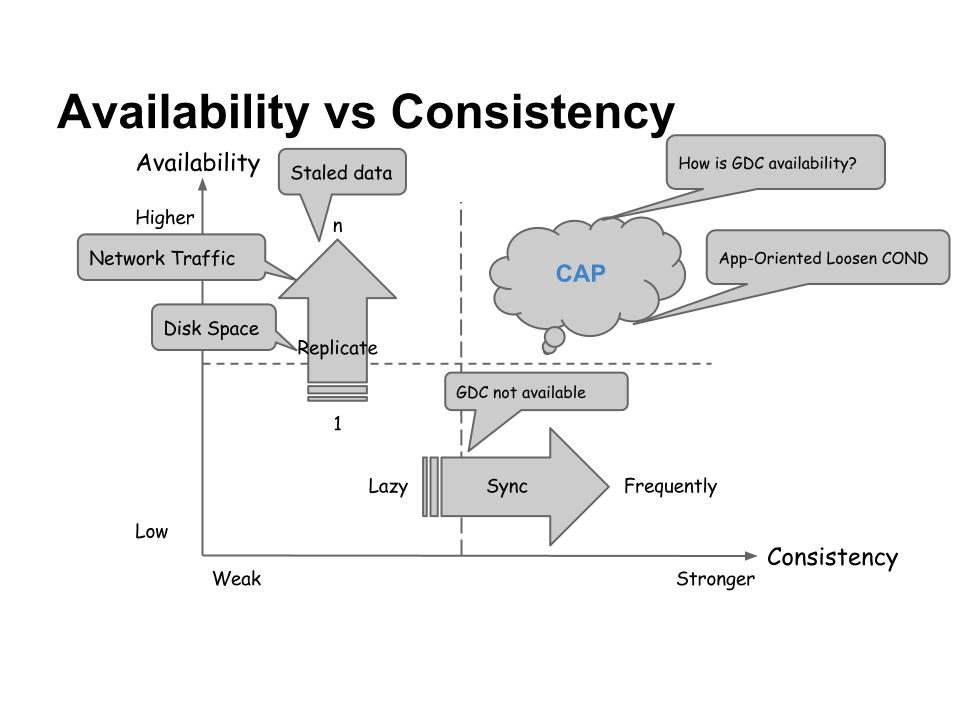 Availability vs Consistency
Availability
Staled data
How is GDC availability?
Higher
n
Network Traffic
CAP
App-Oriented Loosen COND
Disk Space
Replicate
GDC not available
1
Lazy
Sync
Frequently
Low
Consistency
Weak
Stronger